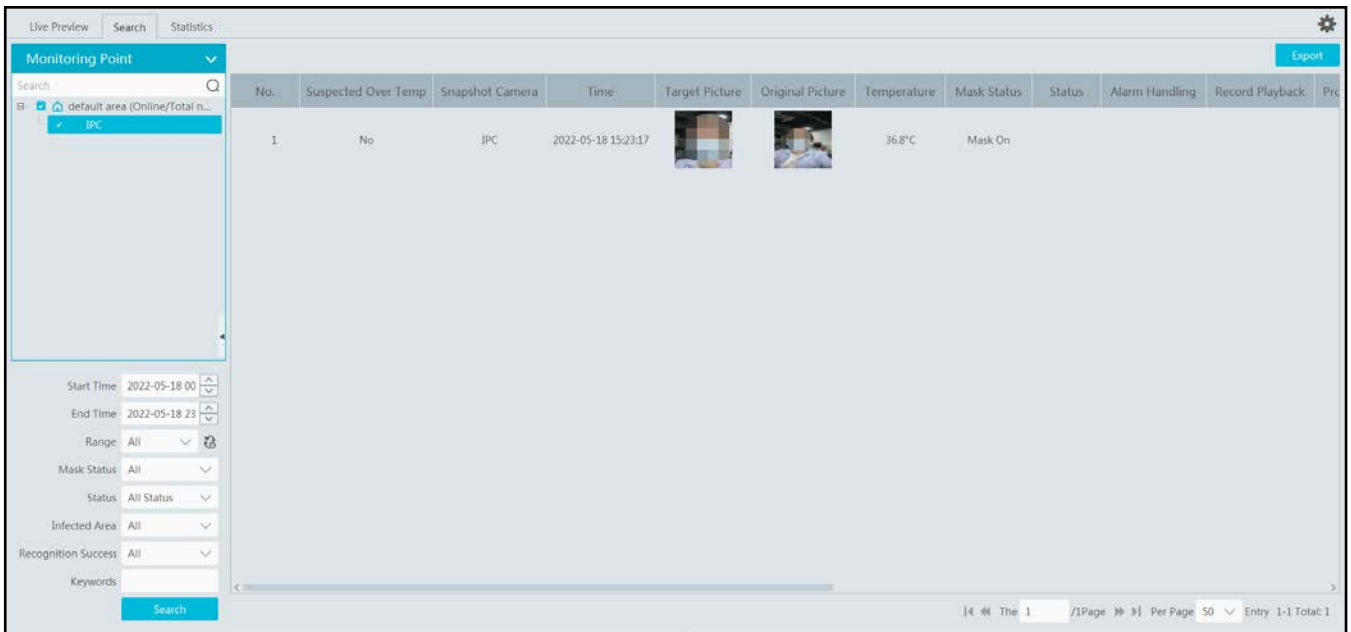 Live Preview Search Statistics
Monitoring Point
Export
Search
default area (Online/Total n...
IPC
No. Suspected Over Temp Snapshot Camera Time Target Picture Original Picture Temperature Mask Status Status Alarm Handling Record Playback Pro
1 No IPC 2022-05-18 15:23:17 36.8°C Mask On
Start Time 2022-05-18 00
End Time 2022-05-18 23
Range All
Mask Status All
Status All Status
Infected Area All
Recognition Success All
Keywords
Search
The 1 /1Page Per Page 50 Entry 1-1 Total: 1